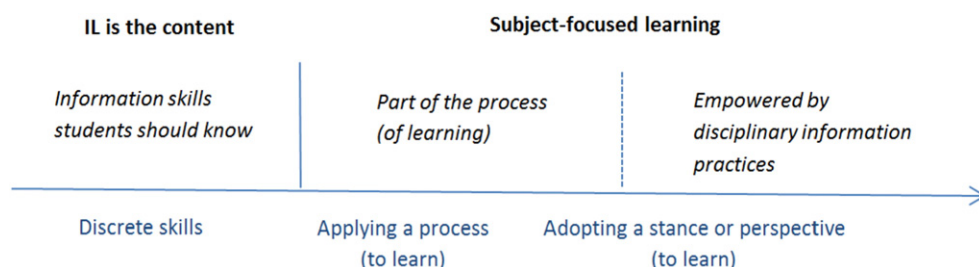 IL is the content
Subject-focused learning
Information skills
students should know
Part of the process
(of learning)
Empowered by
disciplinary information
practices
Discrete skills
Applying a process
(to learn)
Adopting a stance or perspective
(to learn)